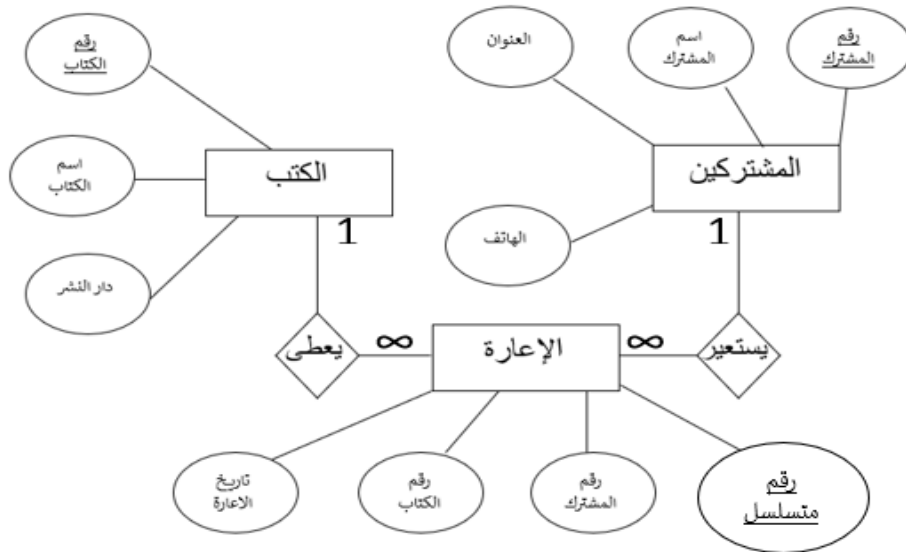 رقم
المشترك
اسم
المشترك
العنوان
الهاتف
المشتركين
1
رقم
الكتاب
اسم
الكتاب
دار النشر
الكتب
1
يستعير
∞
الإعارة
∞
يعطى
رقم
متسلسل
رقم
المشترك
رقم
الكتاب
تاريخ
الاعارة